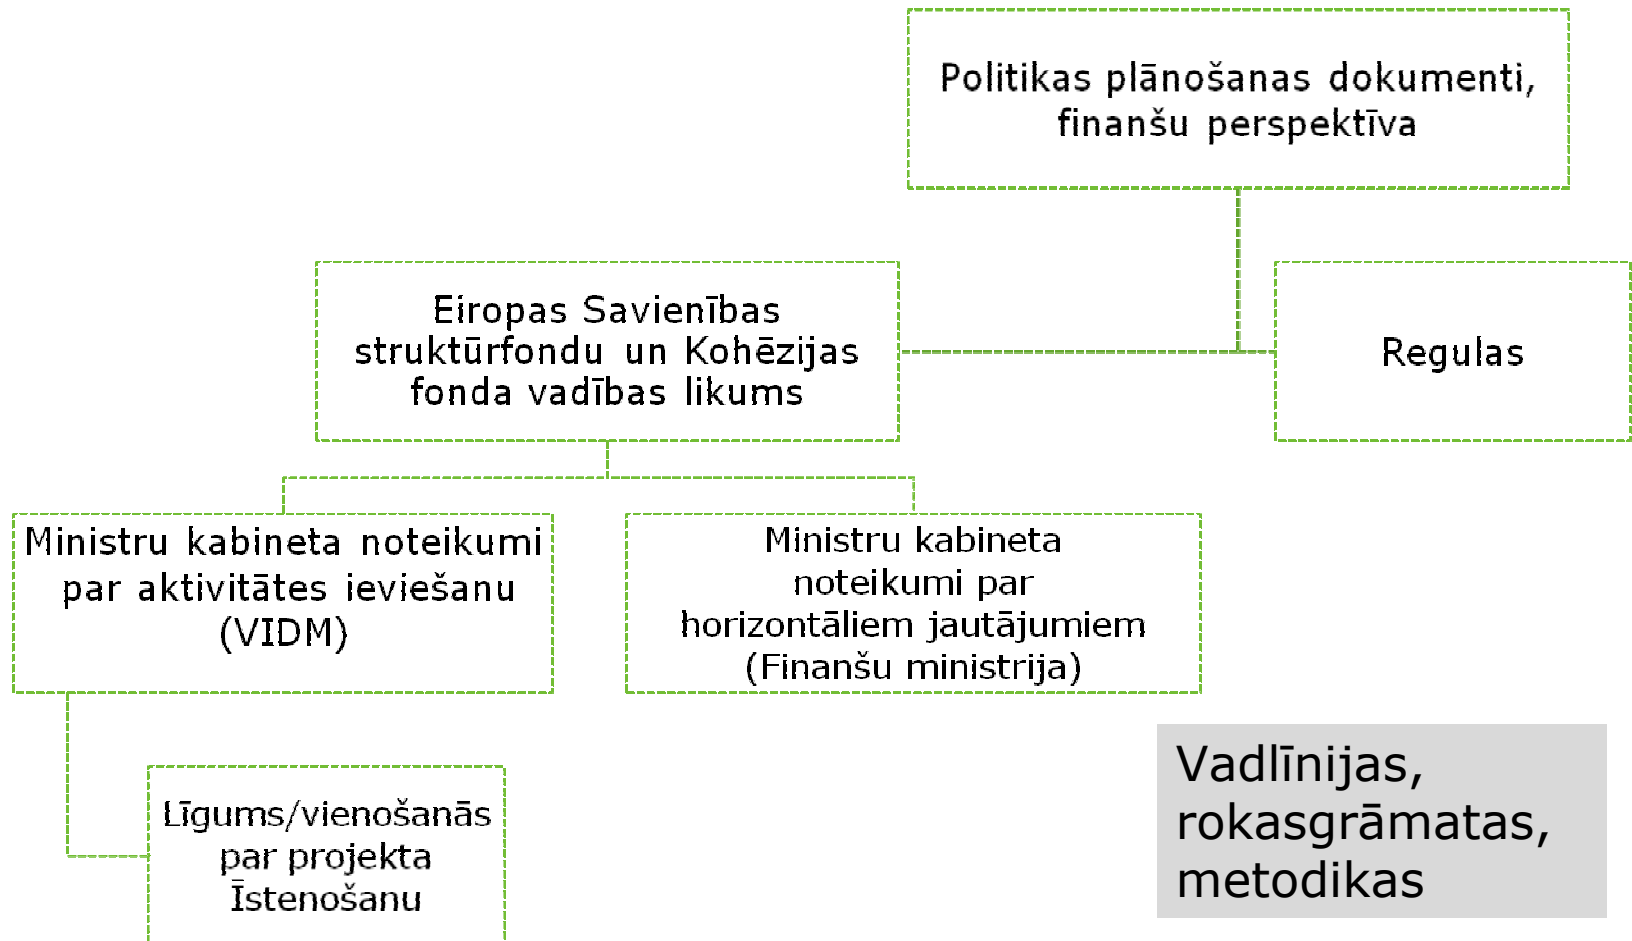 Politikas plānošanas dokumenti,
finanšu perspektīva
Eiropas Savienības
struktūrfondu un Kohēzijas
fonda vadības likums
Regulas
Ministru kabineta noteikumi
par aktivitātes ieviešanu
(VIDM)
Ministru kabineta
noteikumi par
horizontāliem jautājumiem
(Finanšu ministrija)
Līgums/vienošanās
par projekta
Īstenošanu
Vadlīnijas,
rokasgrāmatas,
metodikas